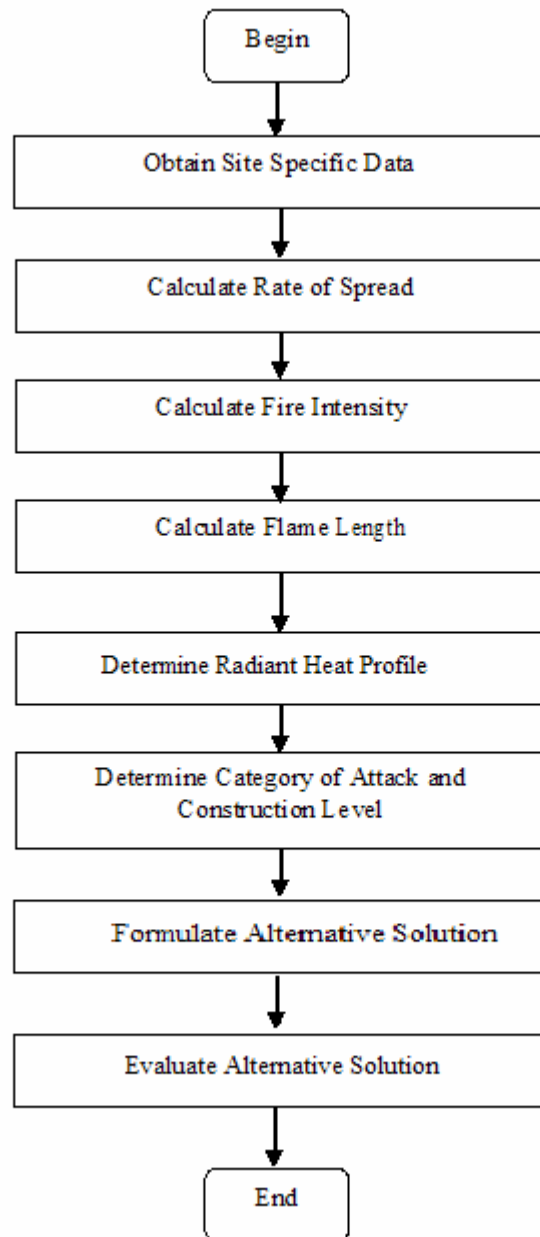 Begin
Obtain Site Specific Data
Calculate Rate of Spread
Calculate Fire Intensity
Calculate Flame Length
Determine Radiant Heat Profile
Determine Category of Attack and
Construction Level
Formulate Alternative Solution
Evaluate Alternative Solution
End